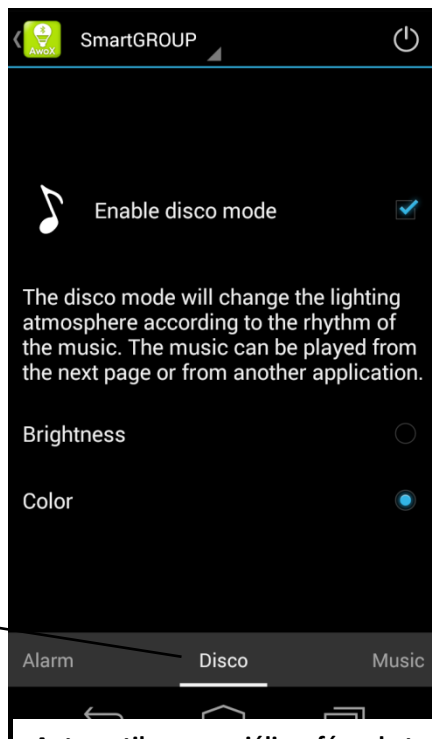 AwoX
SmartGROUP
Enable disco mode
The disco mode will change the lighting
atmosphere according to the rhythm of
the music. The music can be played from
the next page or from another application.
Brightness
Color
Alarm Disco Music